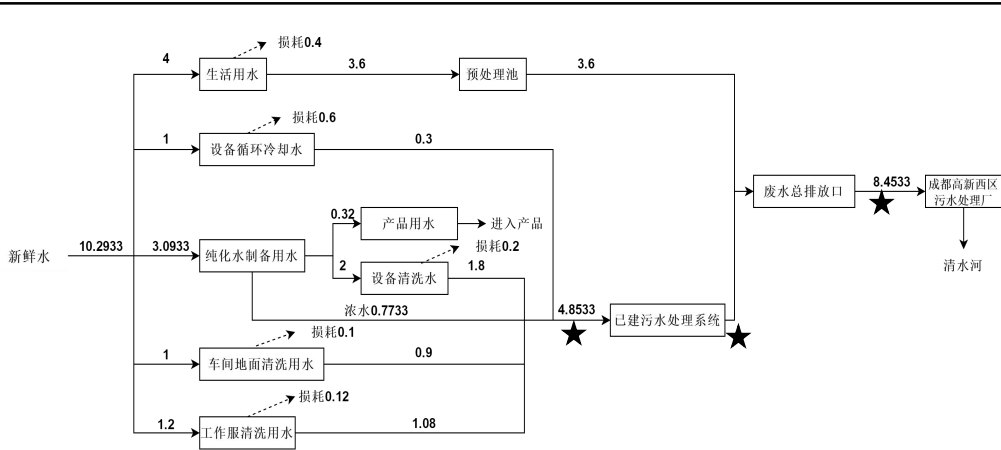 损耗0.4
4
生活用水
3.6
预处理池
3.6
损耗0.6
1
设备循环冷却水
0.3
废水总排放口
8.4533
成都高新西区
污水处理厂
清水河
新鲜水
10.2933
3.0933
纯化水制备用水
0.32
产品用水
进入产品
2
设备清洗水
损耗0.2
1.8
浓水0.7733
4.8533
已建污水处理系统
损耗0.1
1
车间地面清洗用水
0.9
损耗0.12
1.2
工作服清洗用水
1.08